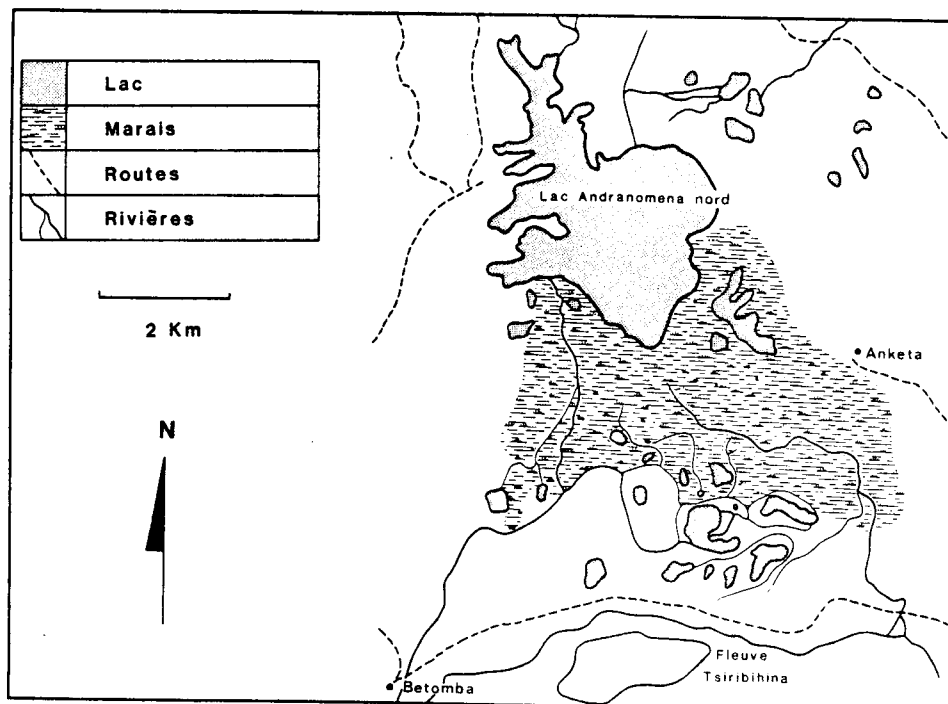 Lac
Marais
Routes
Rivières
2 Km
N
Lac Andranomena nord
Anketa
Fleuve
Tsiribihina
Betomba